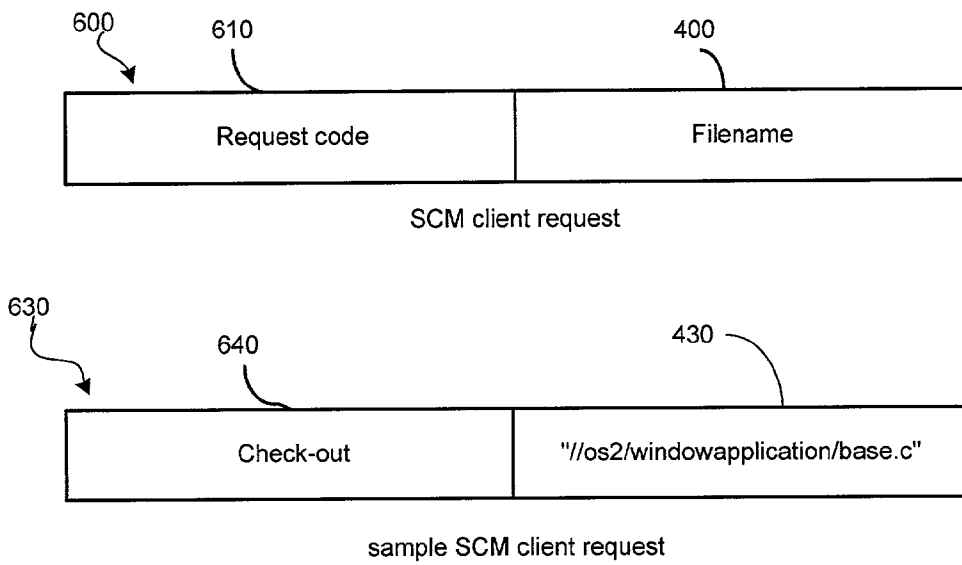 600
610
400
Request code
Filename
SCM client request
630
640
430
Check-out
"//os2/windowapplication/base.c"
sample SCM client request